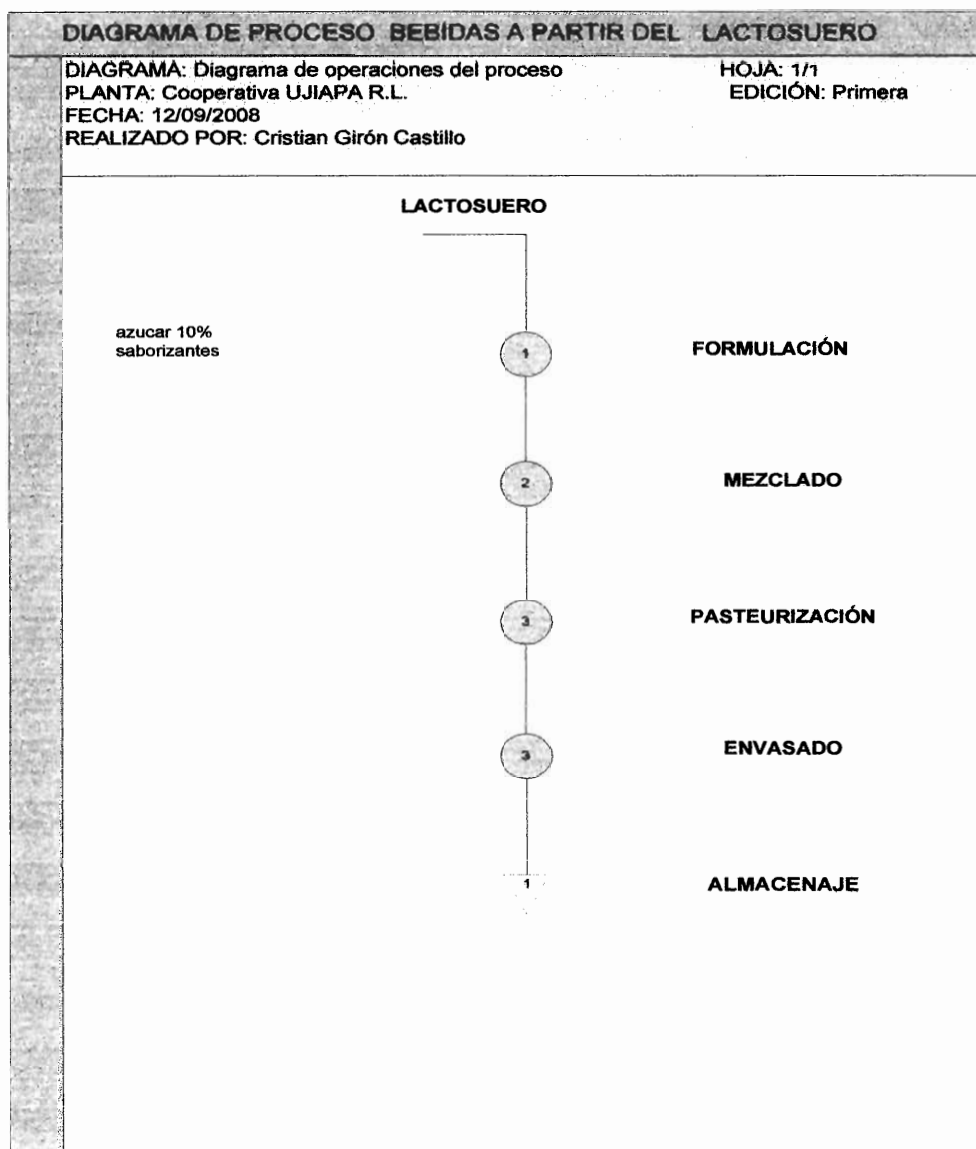 DIAGRAMA DE PROCESO BEBIDAS A PARTIR DEL LACTOSUERO
DIAGRAMA: Diagrama de operaciones del proceso HOJA: 1/1
PLANTA: Cooperativa UJIAPA R.L. EDICIÓN: Primera
FECHA: 12/09/2008
REALIZADO POR: Cristian Girón Castillo
LACTOSUERO
azucar 10%
saborizantes
1 FORMULACIÓN
2 MEZCLADO
3 PASTEURIZACIÓN
3 ENVASADO
1 ALMACENAJE